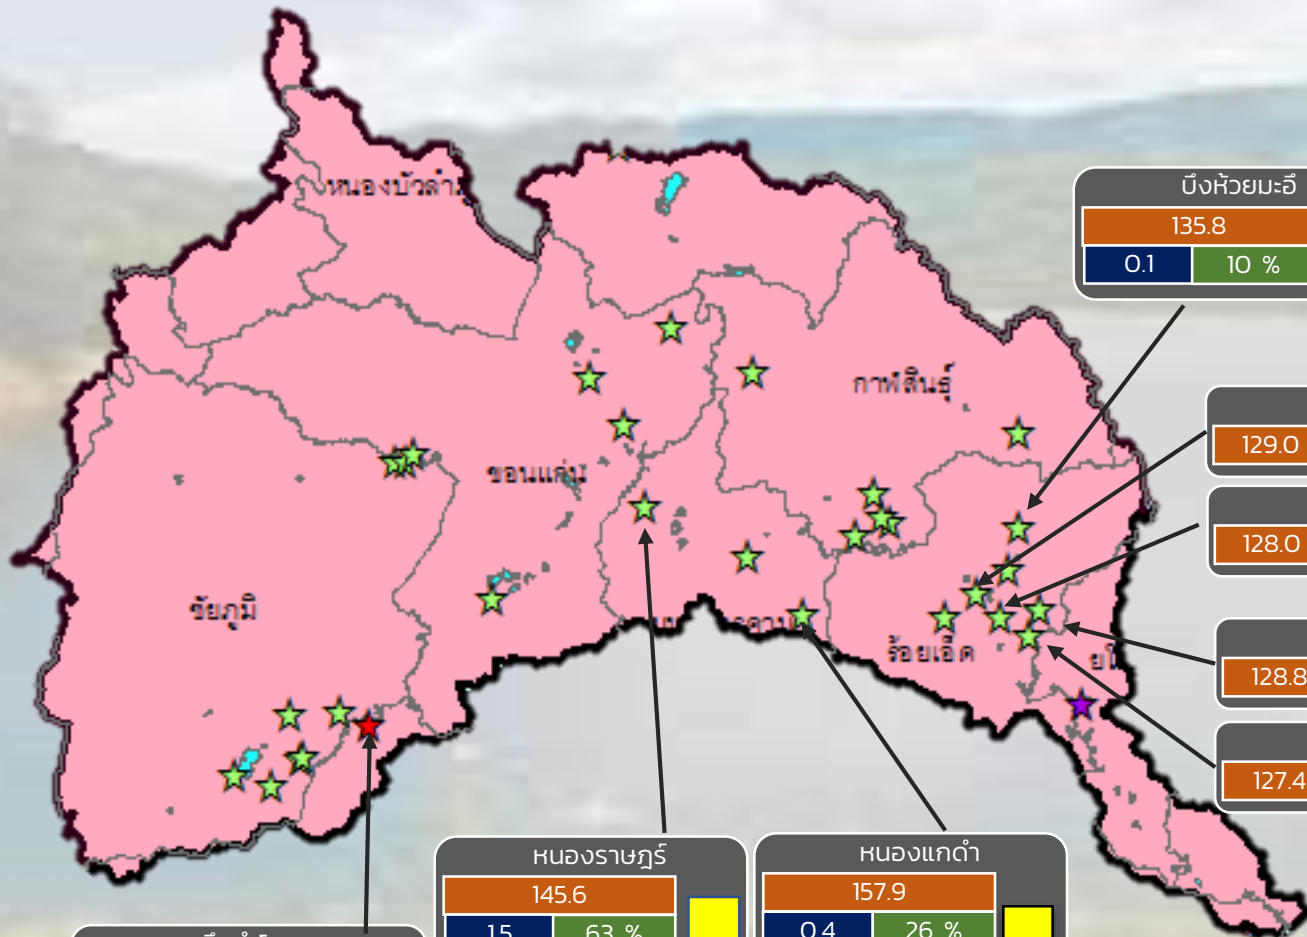 หนองบัวลำภู
บึงห้วยมะอึ
135.8
0.1 10 %
กาฬสินธุ์
129.0
ขอนแก่น
128.0
ชัยภูมิ
ร้อยเอ็ด
128.8
127.4
หนองราษฎร์
145.6
1.5 63 %
หนองแกดำ
157.9
0.4 26 %